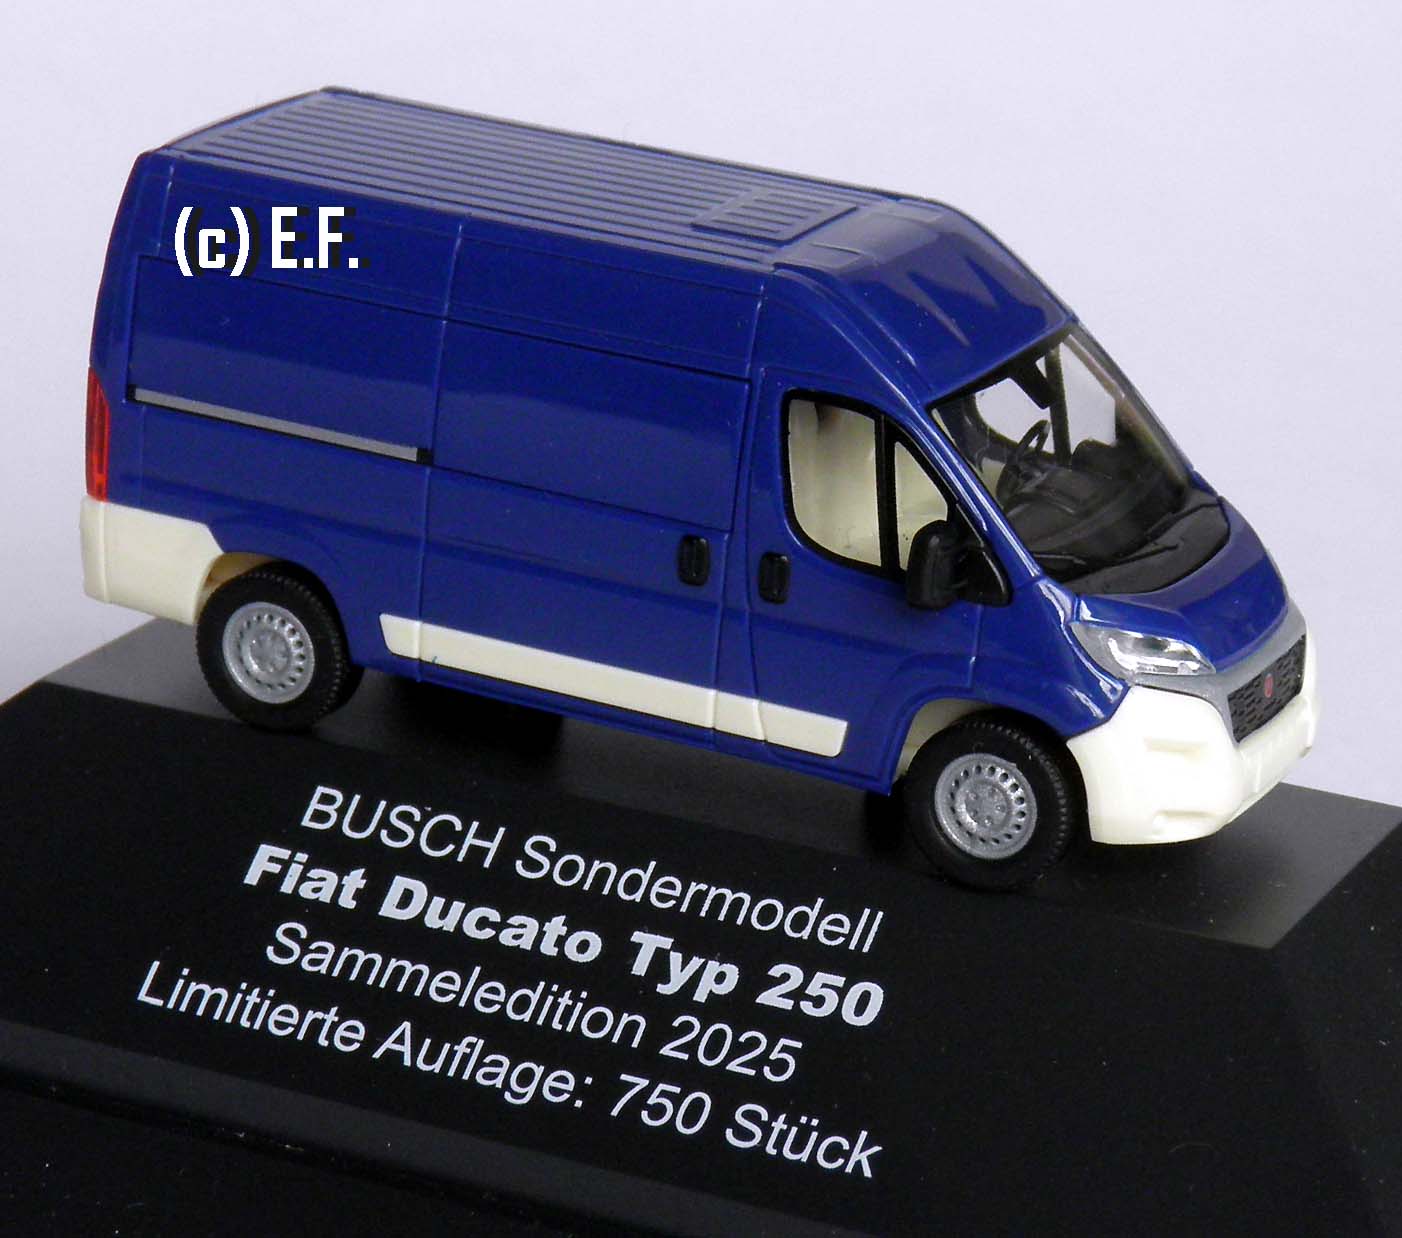 (c) E.F.
BUSCH Sondermodell
Fiat Ducato Typ 250
Sammeledition 2025
Limitierte Auflage: 750 Stück